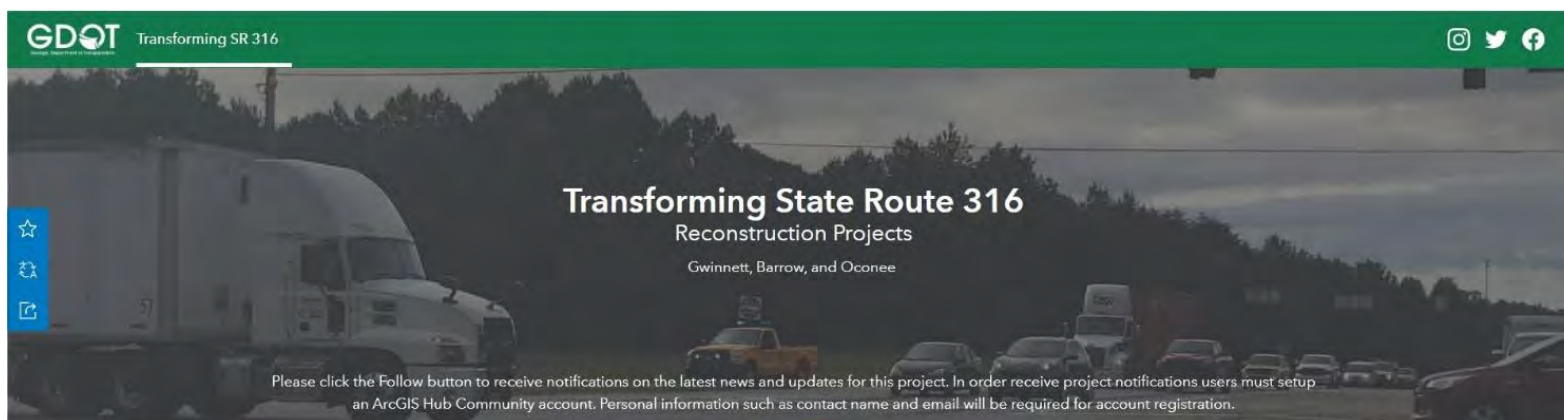 GDOT
Transforming SR 316
Transforming State Route 316
Reconstruction Projects
Gwinnett, Barrow, and Oconee
Please click the Follow button to receive notifications on the latest news and updates for this project. In order receive project notifications users must setup
an ArcGIS Hub Community account. Personal information such as contact name and email will be required for account registration.